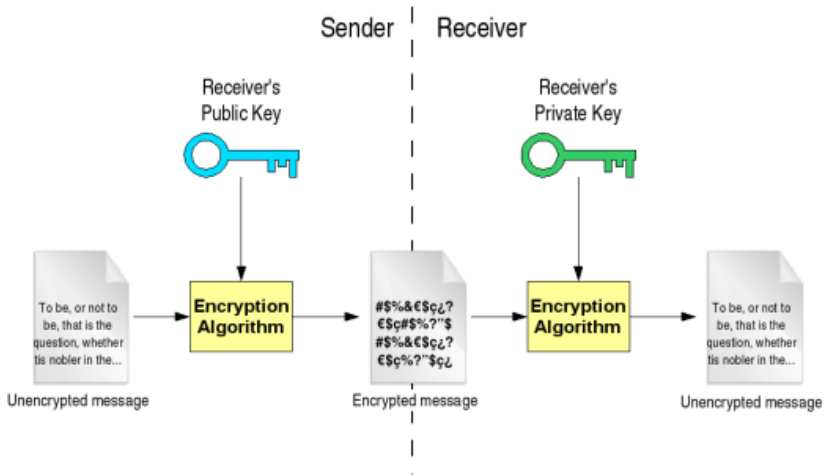 Sender
Receiver
Receiver's
Public Key
Receiver's
Private Key
To be, or not to
be, that is the
question, whether
tis nobler in the...
Unencrypted message
Encryption
Algorithm
#$%&€$ç¿?
€$ç#$%?"$
#$%&€$ç¿?
€$ç%?"$ç¿
Encrypted message
Encryption
Algorithm
To be, or not to
be, that is the
question, whether
tis nobler in the...
Unencrypted message